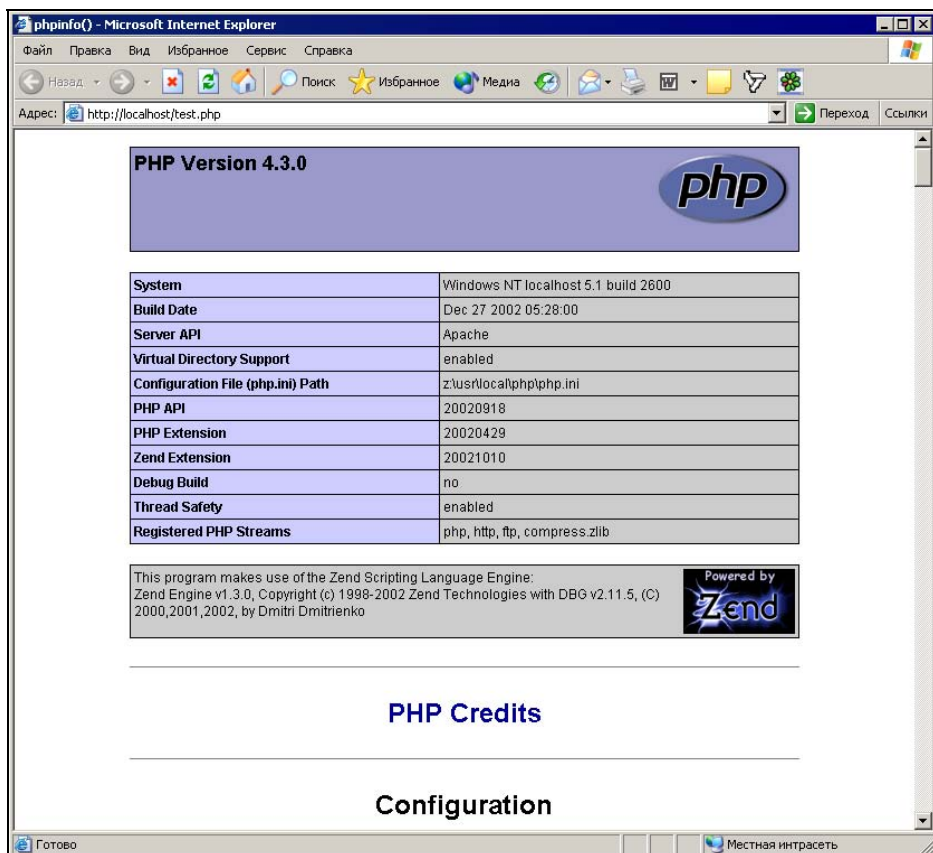 phpinfo() - Microsoft Internet Explorer
Файл Правка Вид Избранное Сервис Справка
Назад Поиск Избранное Медиа
Адрес: http://localhost/test.php Переход Ссылки
PHP Version 4.3.0
php
System Windows NT localhost 5.1 build 2600
Build Date Dec 27 2002 05:28:00
Server API Apache
Virtual Directory Support enabled
Configuration File (php.ini) Path z:\usr\local\php\php.ini
PHP API 20020918
PHP Extension 20020429
Zend Extension 20021010
Debug Build no
Thread Safety enabled
Registered PHP Streams php, http, ftp, compress.zlib
This program makes use of the Zend Scripting Language Engine:
Zend Engine v1.3.0, Copyright (c) 1998-2002 Zend Technologies with DBG v2.11.5, (C)
2000,2001,2002, by Dmitri Dmitrienko
Powered by
Zend
PHP Credits
Configuration
Готово Местная интрасеть